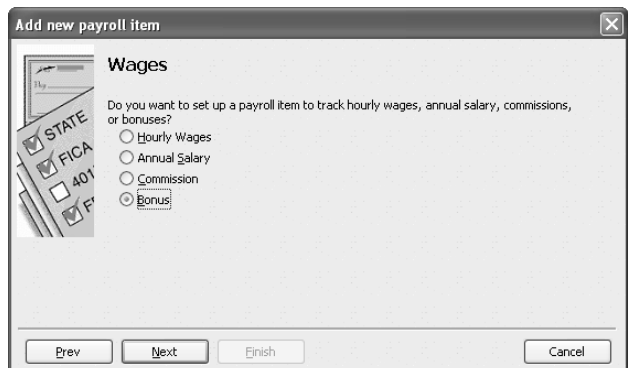 Add new payroll item
Wages
Do you want to set up a payroll item to track hourly wages, annual salary, commissions,
or bonuses?
Hourly Wages
Annual Salary
Commission
Bonus
STATE
FICA
401
Prev
Next
Finish
Cancel